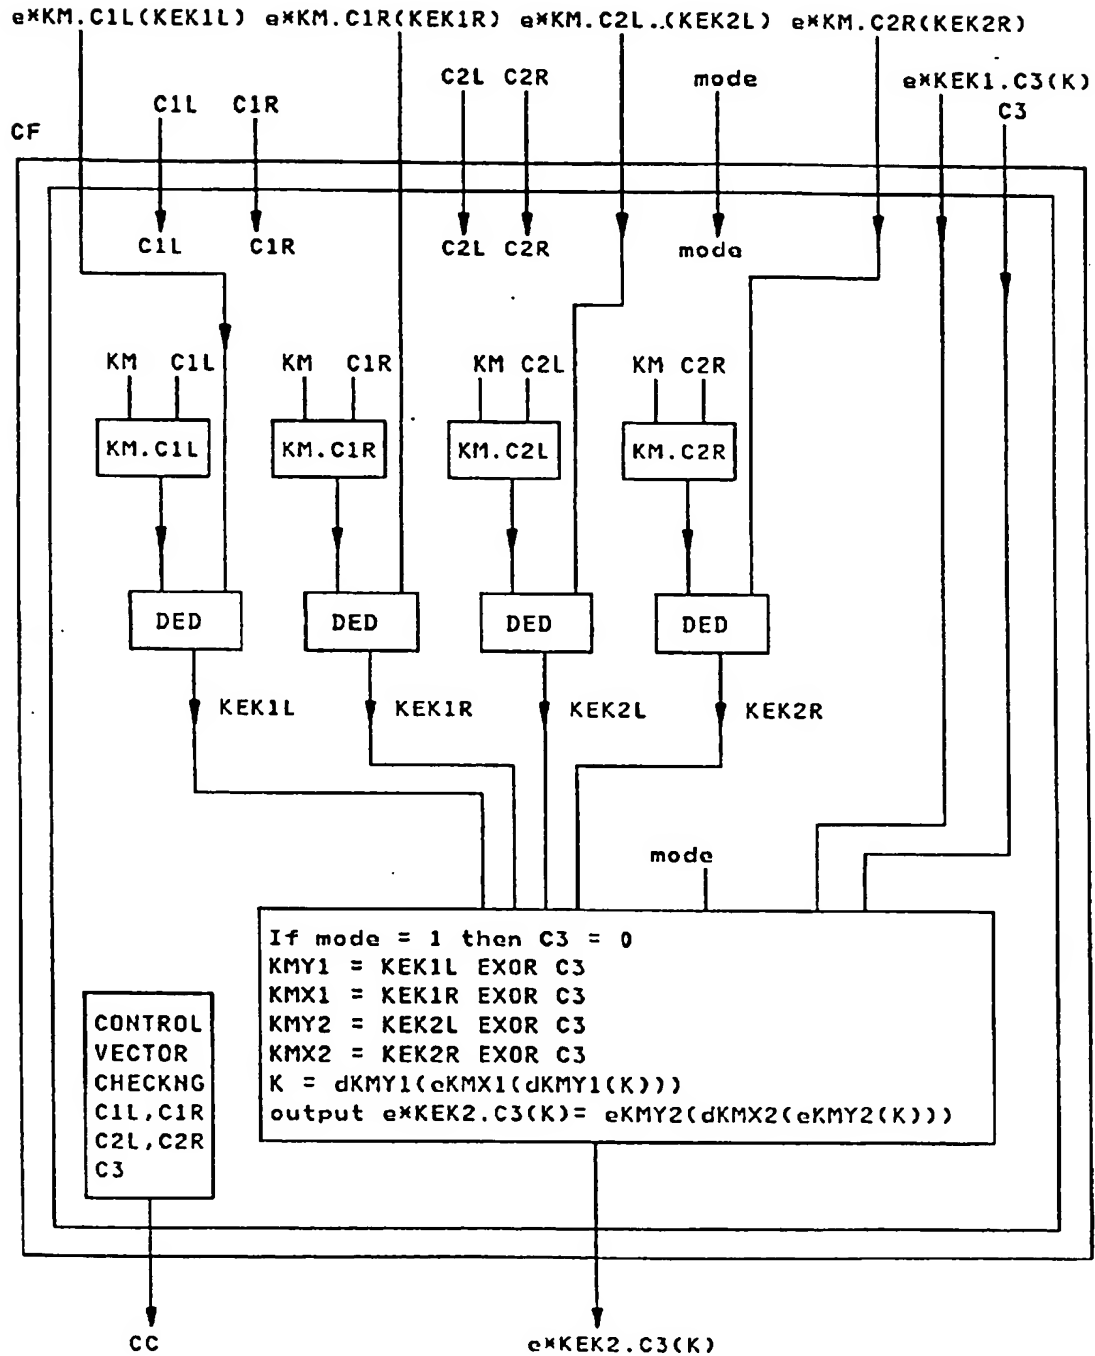 e*KM.C1L(KEK1L) e*KM.C1R(KEK1R) e*KM.C2L..(KEK2L) e*KM.C2R(KEK2R)
C2L C2R mode e*KEK1.C3(K)
C1L C1R C3
CF
C1L C1R C2L C2R mode
KM C1L KM C1R KM C2L KM C2R
KM.C1L KM.C1R KM.C2L KM.C2R
DED DED DED DED
KEK1L KEK1R KEK2L KEK2R
mode
If mode = 1 then C3 = 0
KMY1 = KEK1L EXOR C3
KMX1 = KEK1R EXOR C3
KMY2 = KEK2L EXOR C3
KMX2 = KEK2R EXOR C3
K = dKMY1(eKMX1(dKMY1(K)))
output e*KEK2.C3(K)= eKMY2(dKMX2(eKMY2(K)))
CONTROL
VECTOR
CHECKNG
C1L,C1R
C2L,C2R
C3
CC e*KEK2.C3(K)